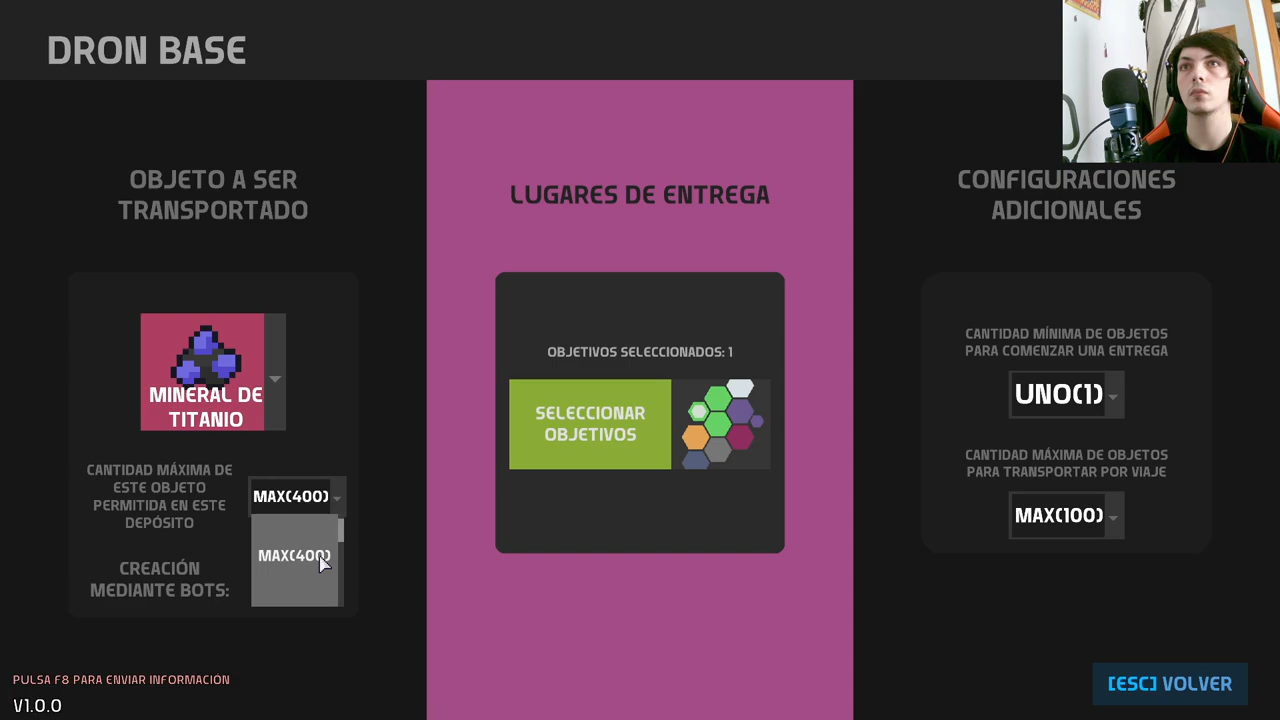 DRON BASE
OBJETO A SER
TRANSPORTADO
MINERAL DE
TITANIO
CANTIDAD MÁXIMA DE
ESTE OBJETO
PERMITIDA EN ESTE
DEPÓSITO
MAX(400)
MAX(400)
CREACIÓN
MEDIANTE BOTS:
LUGARES DE ENTREGA
OBJETIVOS SELECCIONADOS: 1
SELECCIONAR
OBJETIVOS
CONFIGURACIONES
ADICIONALES
CANTIDAD MÍNIMA DE OBJETOS
PARA COMENZAR UNA ENTREGA
UNO(1)
CANTIDAD MÁXIMA DE OBJETOS
PARA TRANSPORTAR POR VIAJE
MAX(100)
PULSA F8 PARA ENVIAR INFORMACIÓN
V1.0.0
[ESC] VOLVER